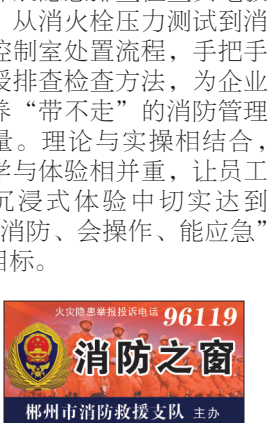 从消火栓压力测试到消
控制室处置流程，手把手
授排查检查方法，为企业
养“带不走”的消防管理
量。理论与实操相结合，
学与体验相并重，让员工
沉浸式体验中切实达到
消防、会操作、能应急”
目标。
火灾隐患举报投诉电话 96119
消防之窗
郴州市消防救援支队 主办